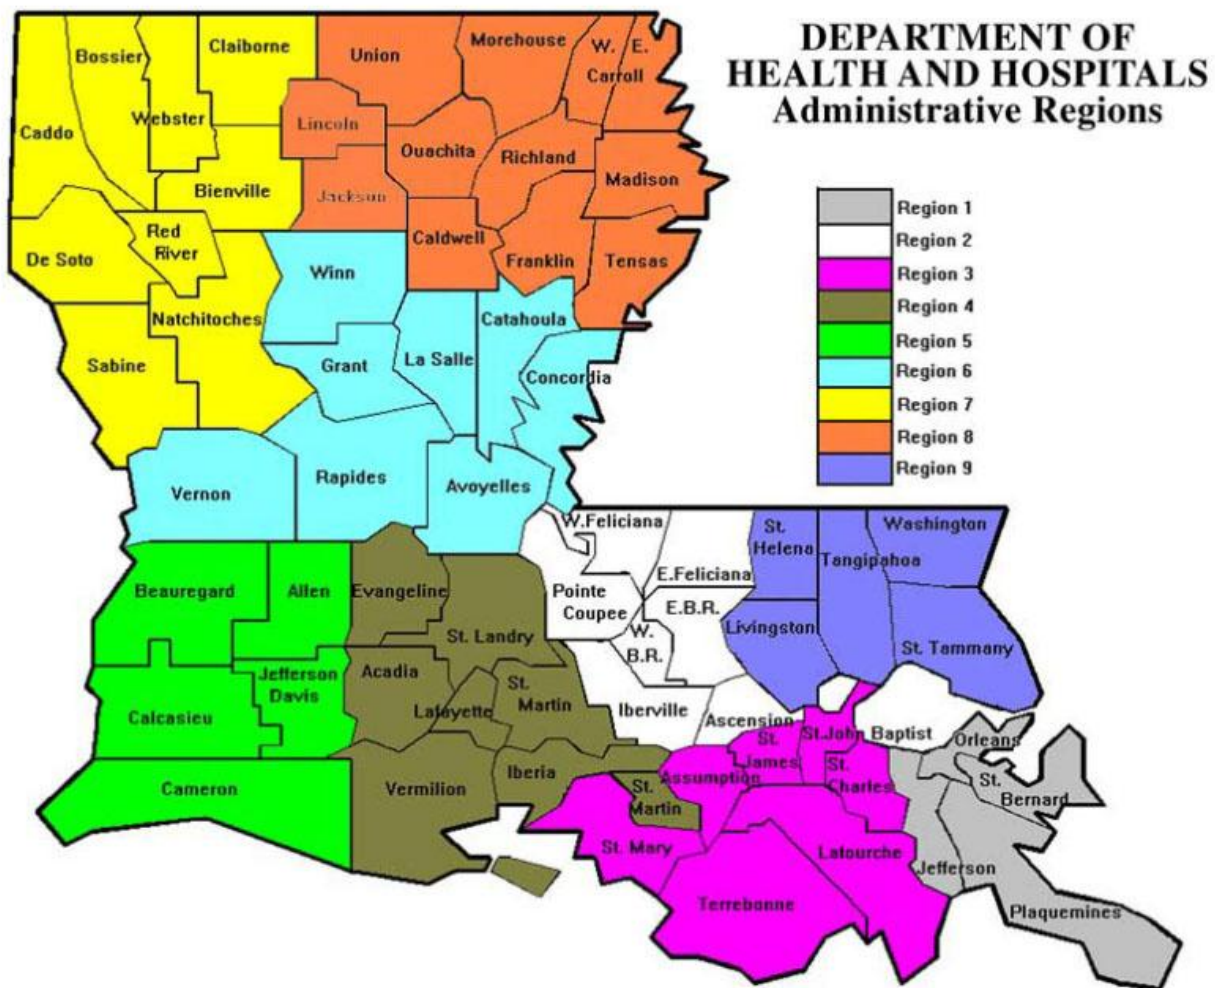 DEPARTMENT OF
HEALTH AND HOSPITALS
Administrative Regions
Region 1
Region 2
Region 3
Region 4
Region 5
Region 6
Region 7
Region 8
Region 9
Caddo
Bossier
Webster
Claiborne
Union
Morehouse
W. E.
Carroll
Lincoln
Ouachita
Richland
Madison
Bienville
Jackson
Caldwell
Franklin
Tensas
De Soto
Red
River
Winn
Natchitoches
Sabine
Grant
La Salle
Catahoula
Concordia
Vernon
Rapides
Avoyelles
W.Feliciana
E.Feliciana
St.
Helena
Tangipahoa
Washington
Beauregard
Allen
Evangeline
St. Landry
Pointe
Coupee
W.
B.R.
E.B.R.
Livingston
St. Tammany
Calcasieu
Jefferson
Davis
Acadia
Lafayette
St.
Martin
Iberville
Ascension
Cameron
Vermilion
Iberia
St.
Martin
Assumption
St.
James
St.John Baptist
St.
Charles
Orleans
St.
Bernard
St. Mary
Terrebonne
Lafourche
Jefferson
Plaquemines